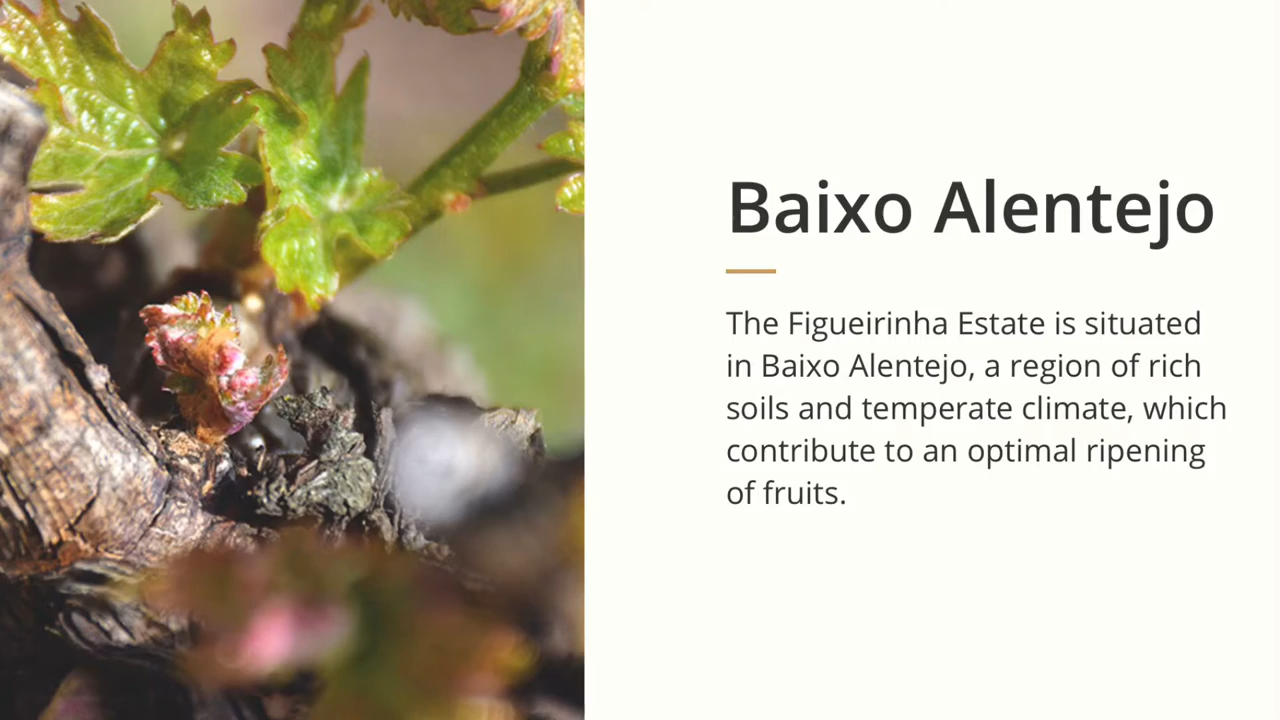 Baixo Alentejo
The Figueirinha Estate is situated
in Baixo Alentejo, a region of rich
soils and temperate climate, which
contribute to an optimal ripening
of fruits.